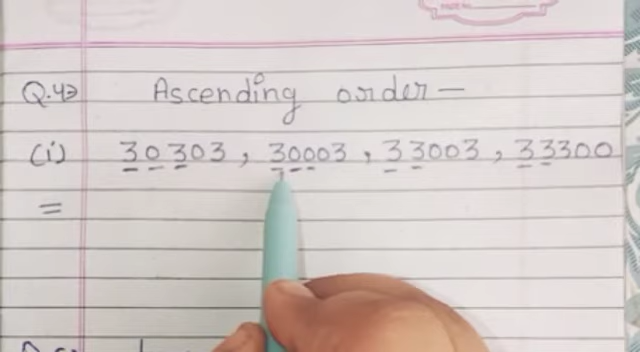 Q.4) Ascending order —
(i) 30303, 30003, 33003, 33300
=